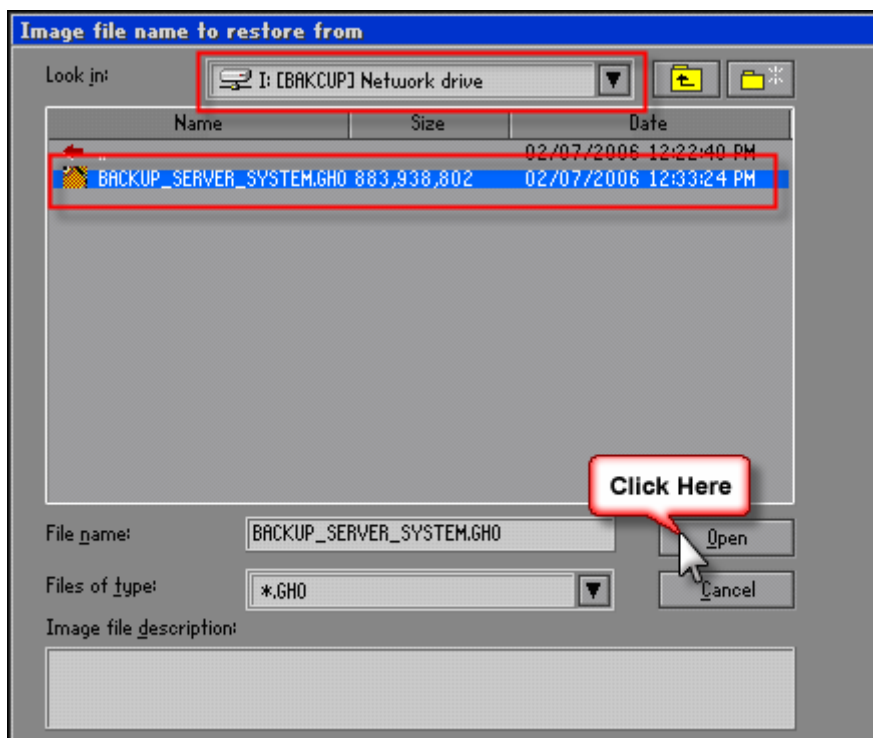 Image file name to restore from
Look in: I: [BAKCUP] Network drive
Name Size Date
.. 02/07/2006 12:22:40 PM
BACKUP_SERVER_SYSTEM.GHO 883,938,802 02/07/2006 12:33:24 PM
Click Here
File name: BACKUP_SERVER_SYSTEM.GHO Open
Files of type: *.GHO Cancel
Image file description: